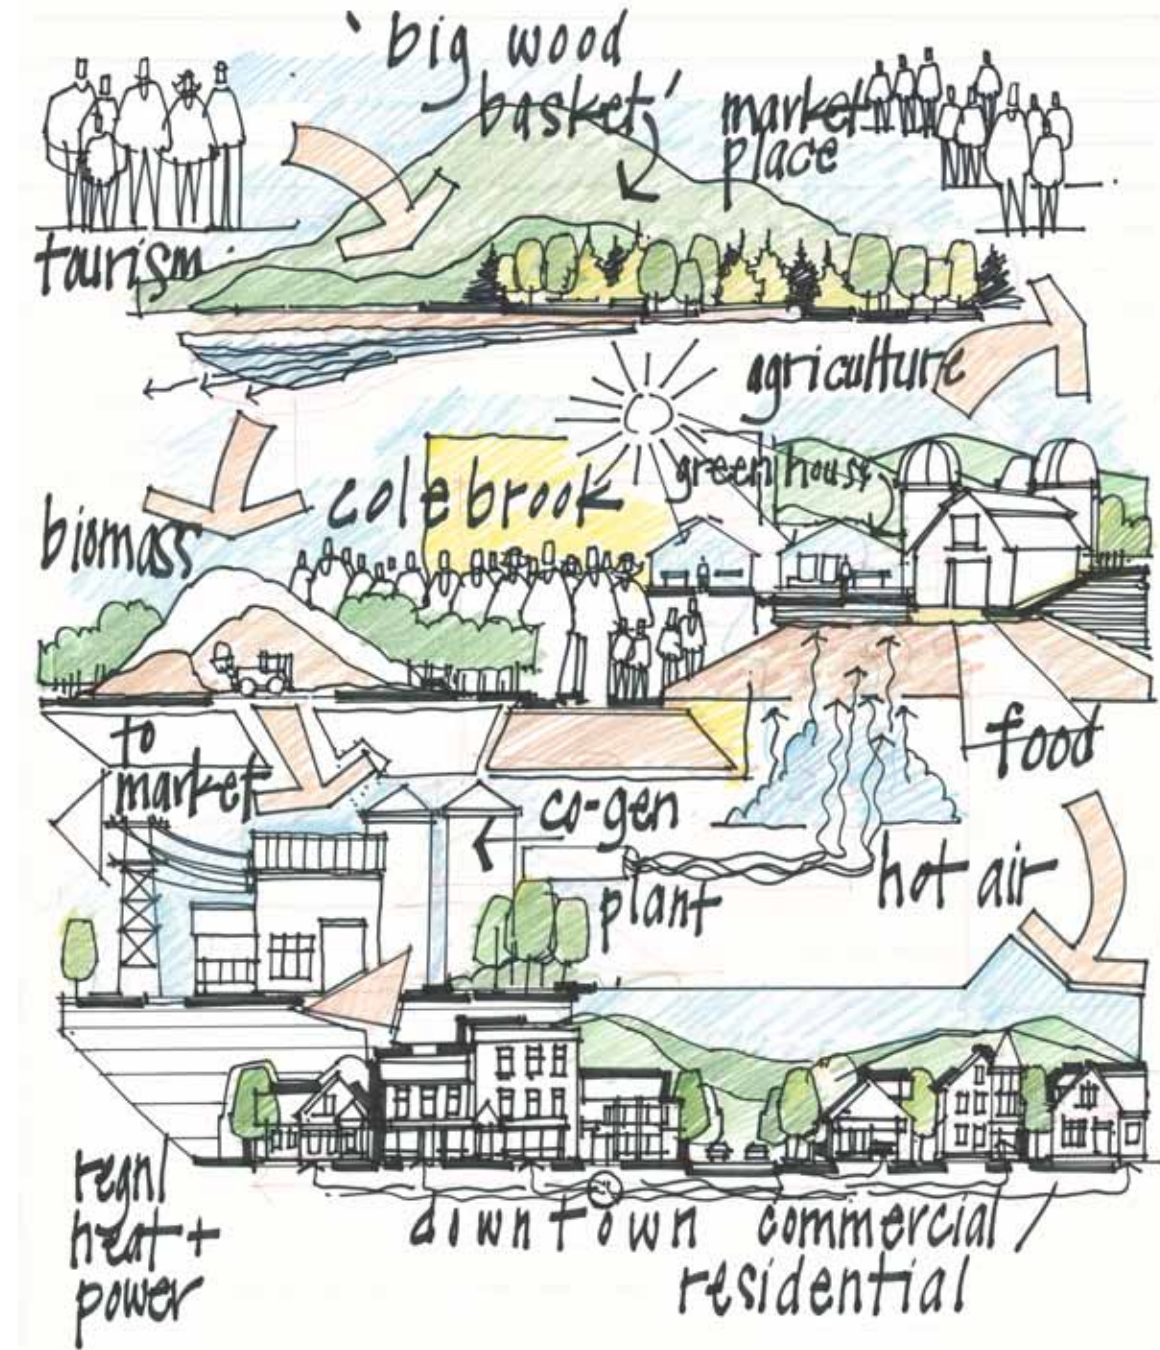 'big wood
basket'
market
place
tourism
agriculture
green house
colebrook
biomass
to
market
food
co-gen
plant
hot air
regnl
heat +
power
downtown commercial/
residential